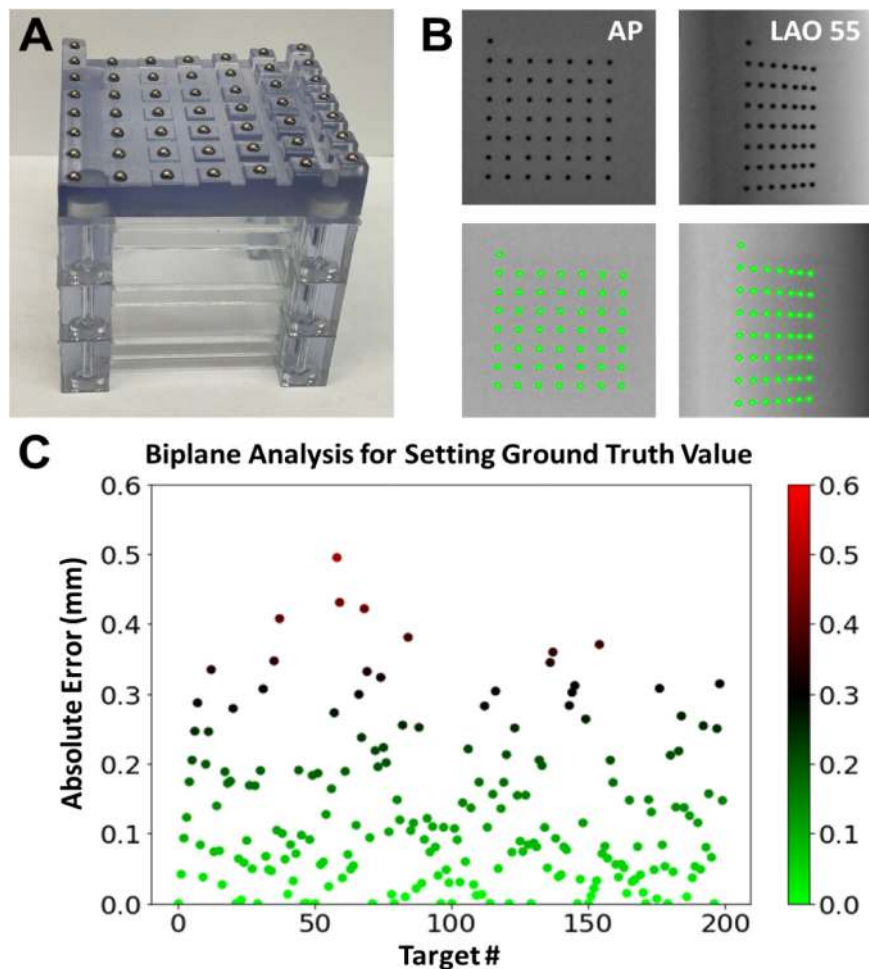 A
B
AP
LAO 55
C
Biplane Analysis for Setting Ground Truth Value
Absolute Error (mm)
0.6
0.5
0.4
0.3
0.2
0.1
0.0
0
50
100
150
200
Target #
0.6
0.5
0.4
0.3
0.2
0.1
0.0